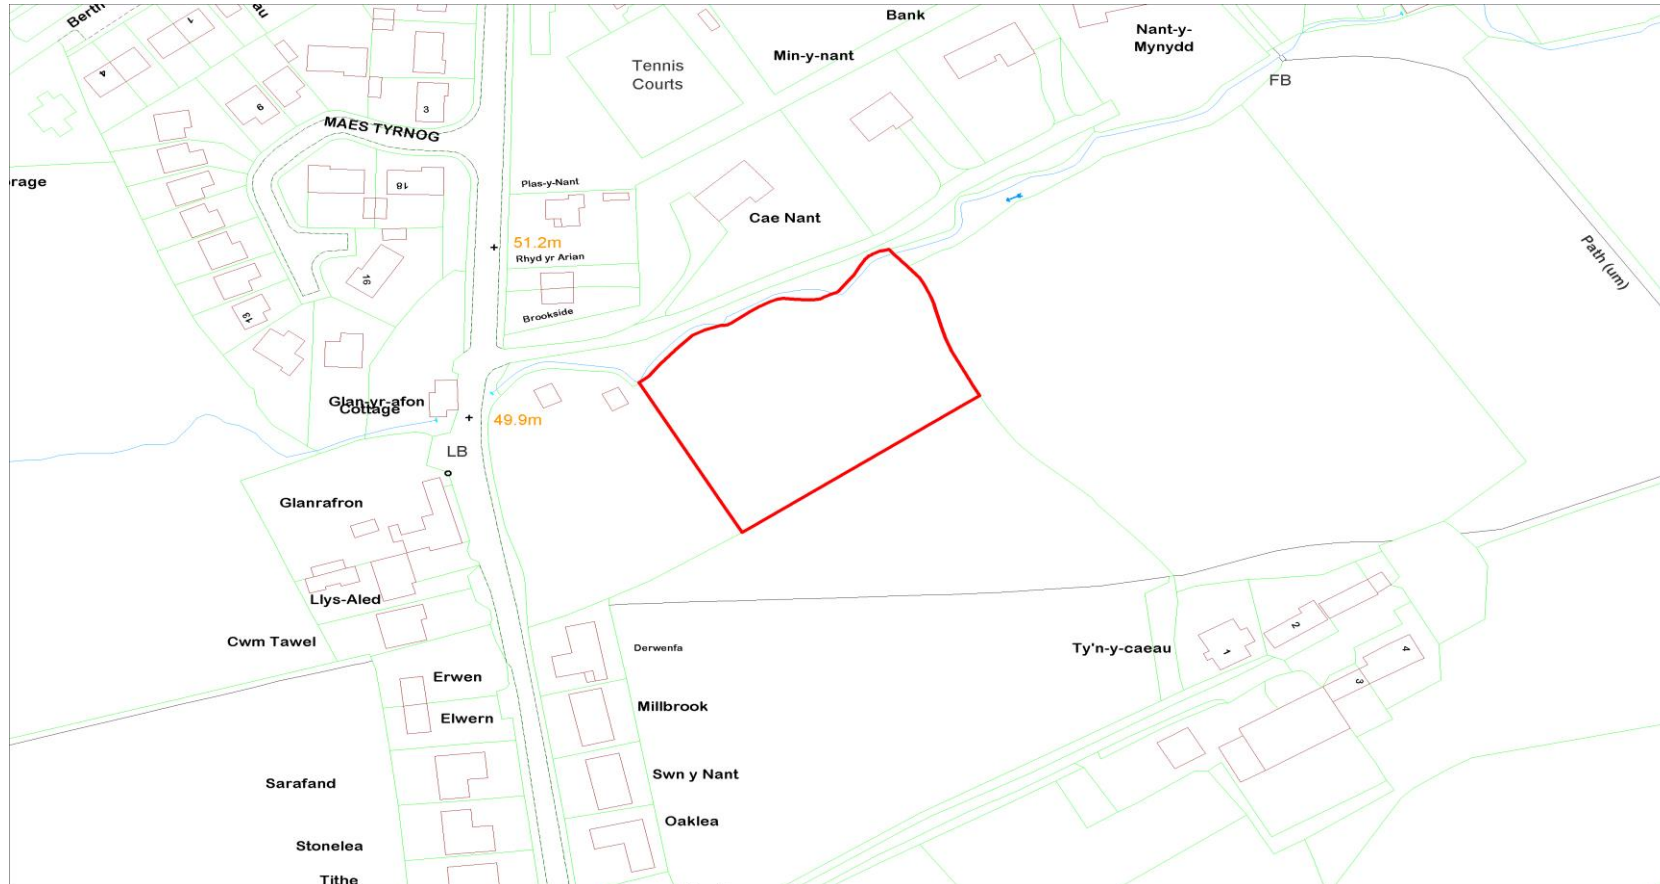 Berth
au
Bank
Nant-y-
Mynydd
Min-y-nant
Tennis
Courts
FB
1
4
6
3
MAES TYRNOG
18
orage
Plas-y-Nant
Cae Nant
51.2m
Rhyd yr Arian
Path (um)
16
13
Brookside
Glan-yr-afon
Cottage
49.9m
LB
Glanrafron
Llys-Aled
Cwm Tawel
Derwenfa
Ty'n-y-caeau
1
2
4
3
Erwen
Millbrook
Elwern
Swn y Nant
Sarafand
Oaklea
Stonelea
Tithe